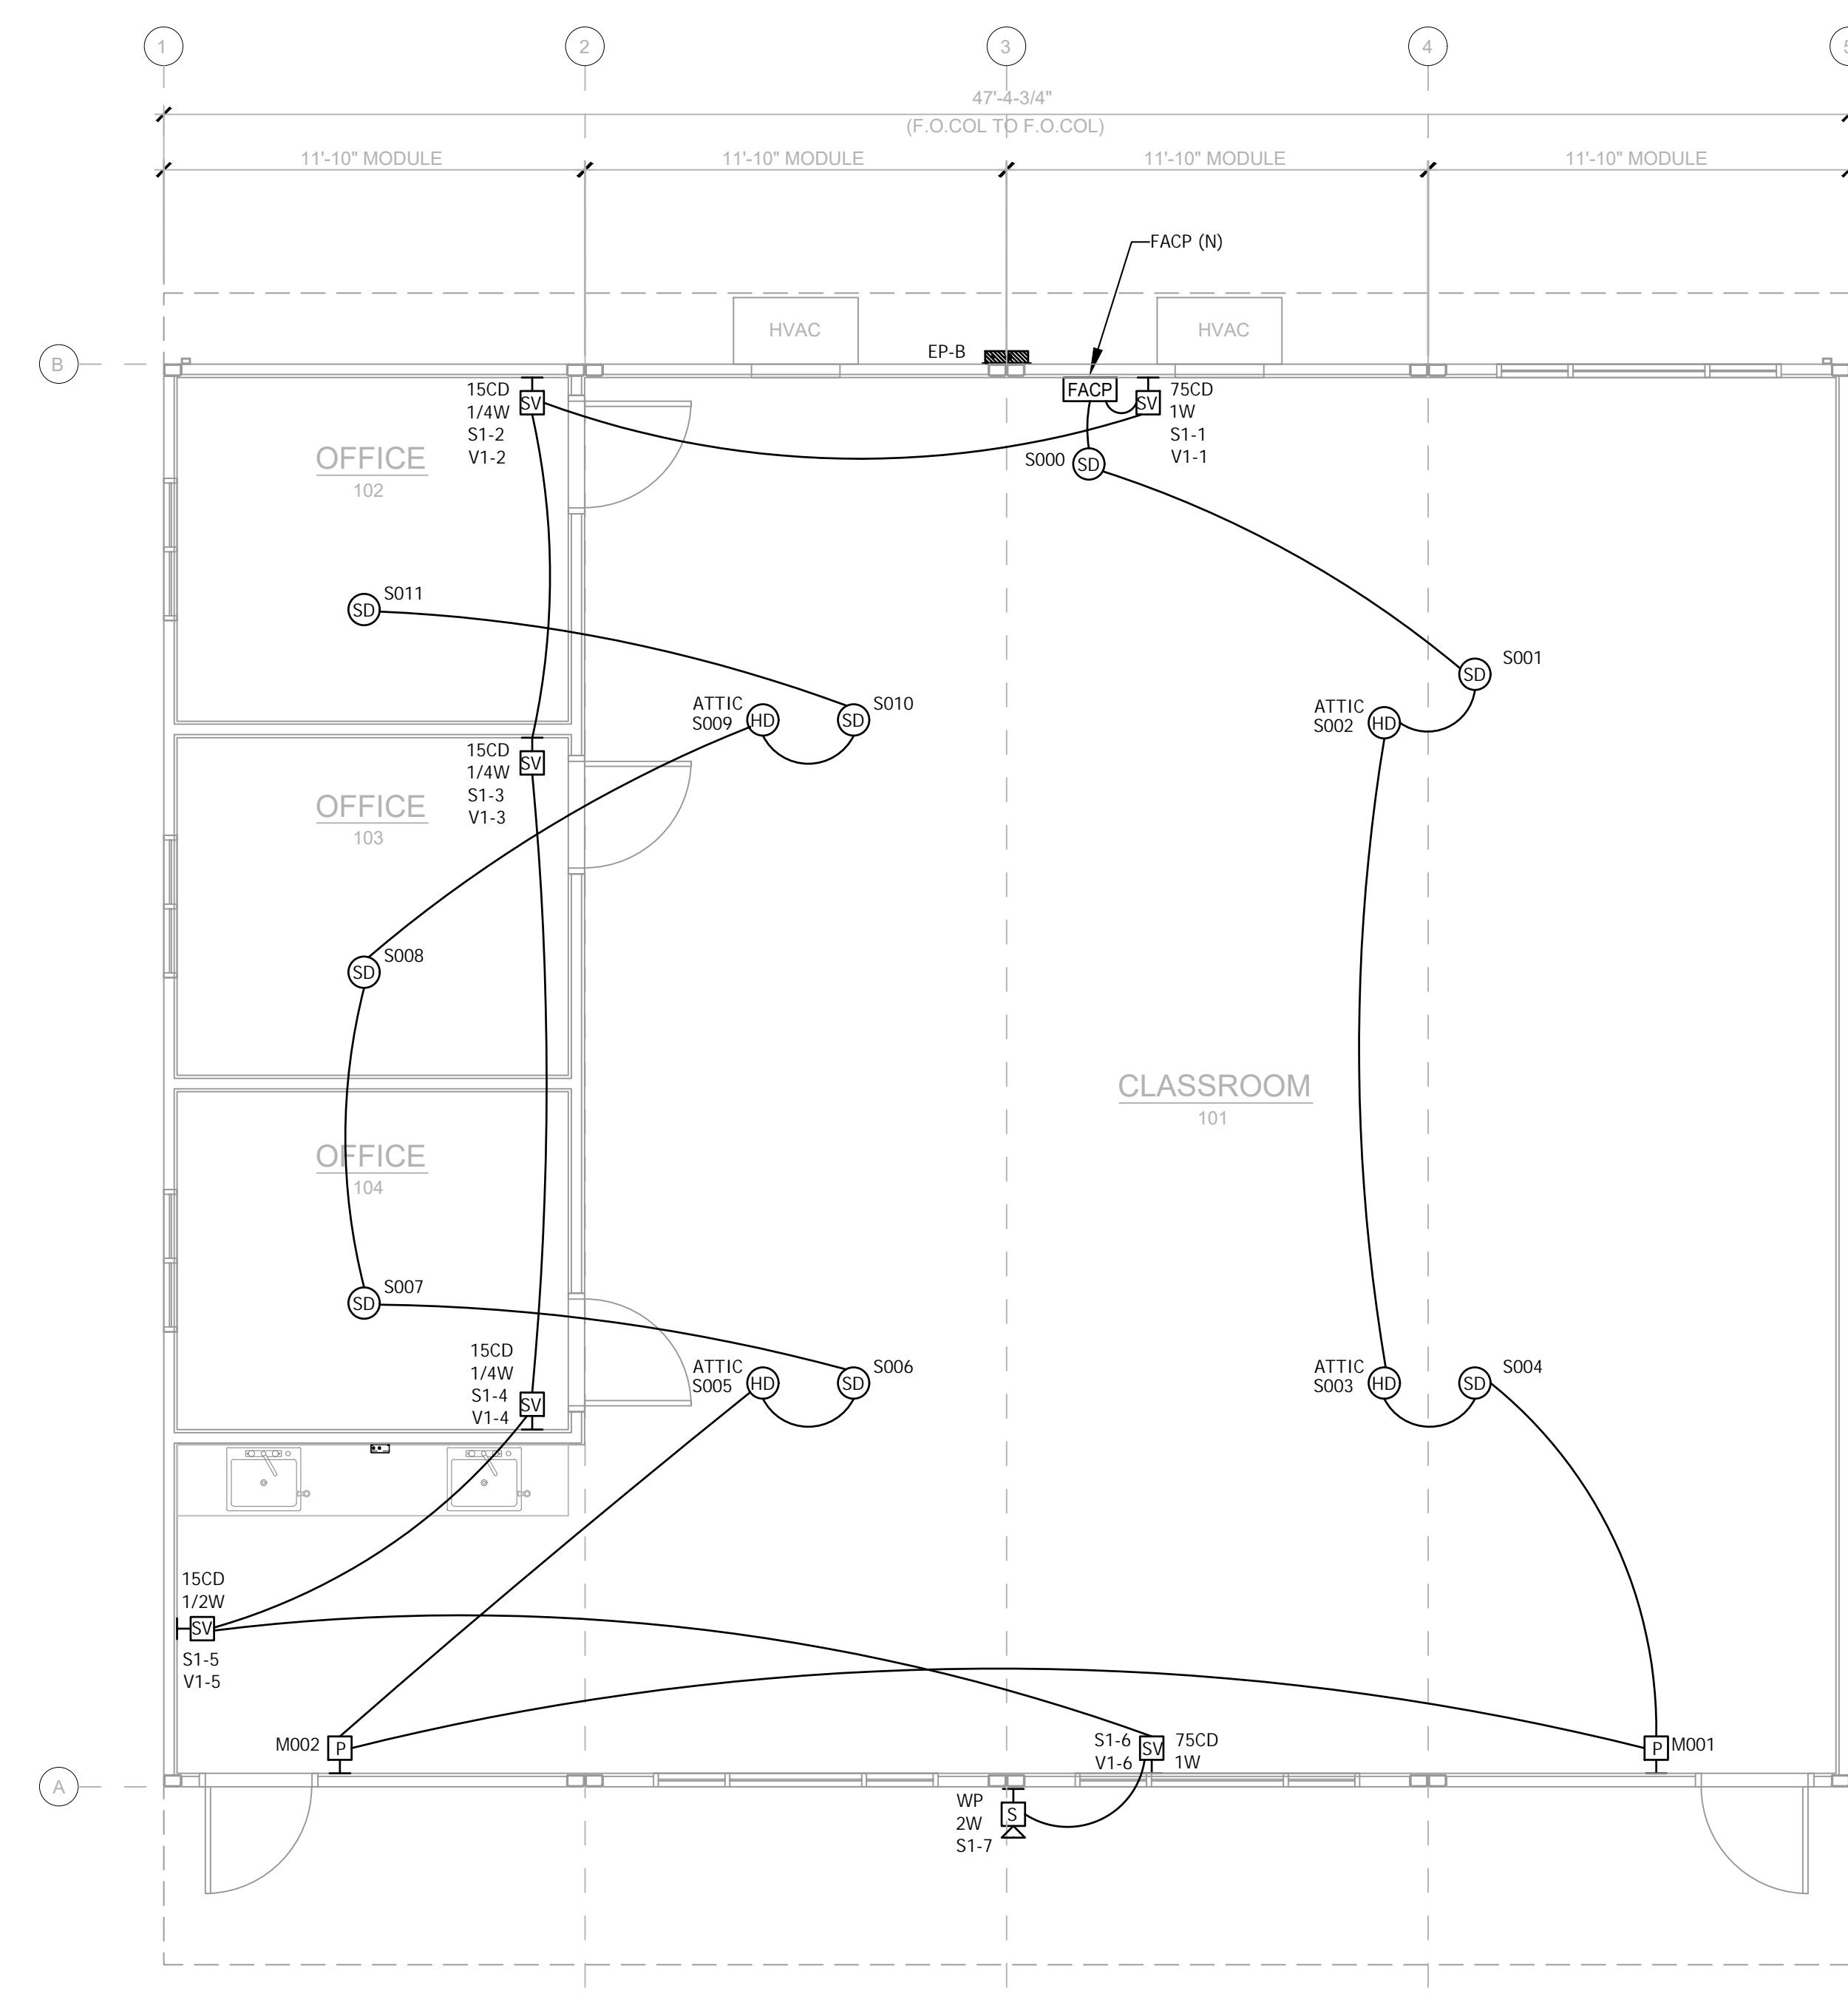 1
2
3
4
5
47'-4-3/4"
(F.O.COL TO F.O.COL)
11'-10" MODULE
11'-10" MODULE
11'-10" MODULE
11'-10" MODULE
FACP (N)
HVAC
HVAC
B
EP-B
FACP
15CD
1/4W
S1-2
V1-2
SV
SV
75CD
1W
S1-1
V1-1
OFFICE
102
S000
SD
S011
SD
S001
SD
ATTIC
S009
HD
SD
S010
ATTIC
S002
HD
15CD
1/4W
S1-3
V1-3
SV
OFFICE
103
S008
SD
CLASSROOM
101
OFFICE
104
S007
SD
15CD
1/4W
S1-4
V1-4
SV
ATTIC
S005
HD
SD
S006
ATTIC
S003
HD
SD
S004
15CD
1/2W
SV
S1-5
V1-5
M002
P
S1-6
V1-6
SV
75CD
1W
P
M001
A
WP
2W
S1-7
S